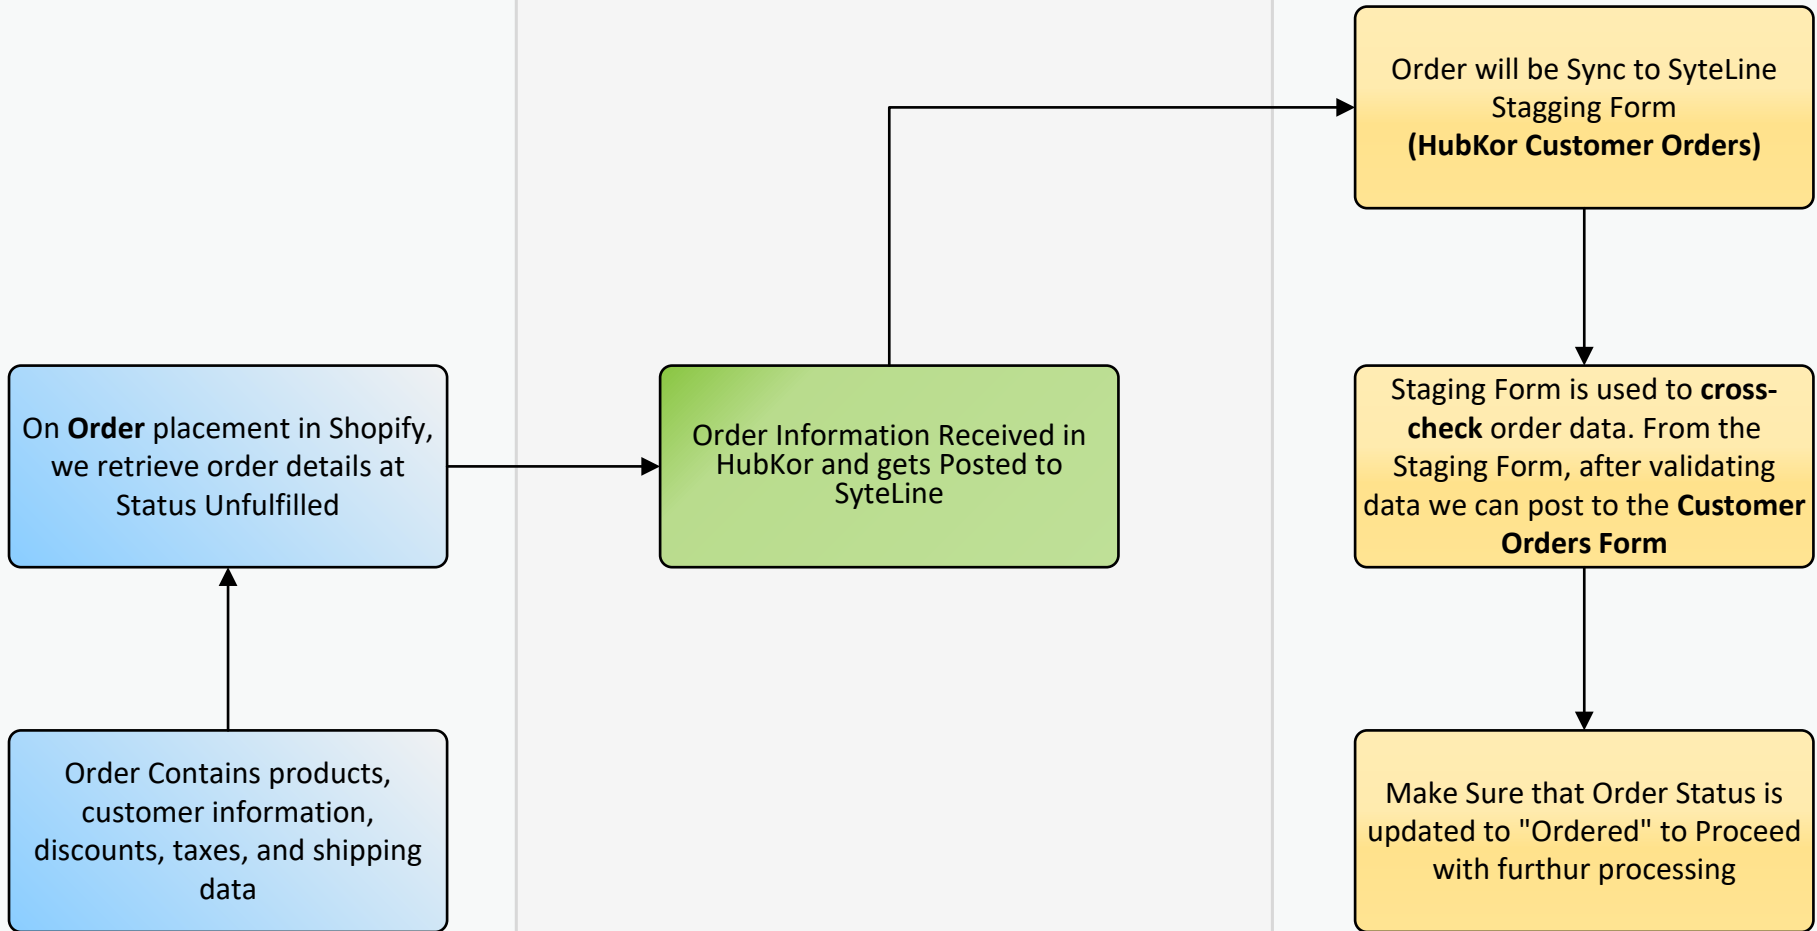 Order will be Sync to SyteLine
Stagging Form
(HubKor Customer Orders)
On Order placement in Shopify,
we retrieve order details at
Status Unfulfilled
Order Information Received in
HubKor and gets Posted to
SyteLine
Staging Form is used to cross-
check order data. From the
Staging Form, after validating
data we can post to the Customer
Orders Form
Order Contains products,
customer information,
discounts, taxes, and shipping
data
Make Sure that Order Status is
updated to "Ordered" to Proceed
with furthur processing